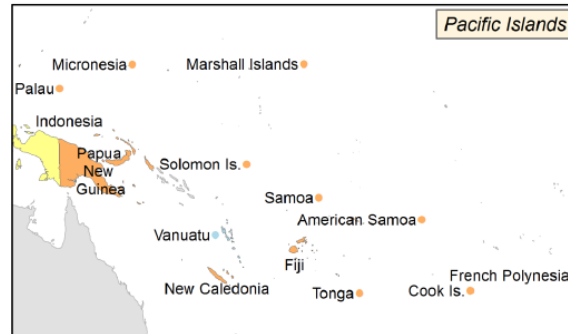 Pacific Islands
Micronesia
Marshall Islands
Palau
Indonesia
Papua
New
Guinea
Solomon Is.
Samoa
American Samoa
Vanuatu
Fiji
French Polynesia
New Caledonia
Tonga
Cook Is.